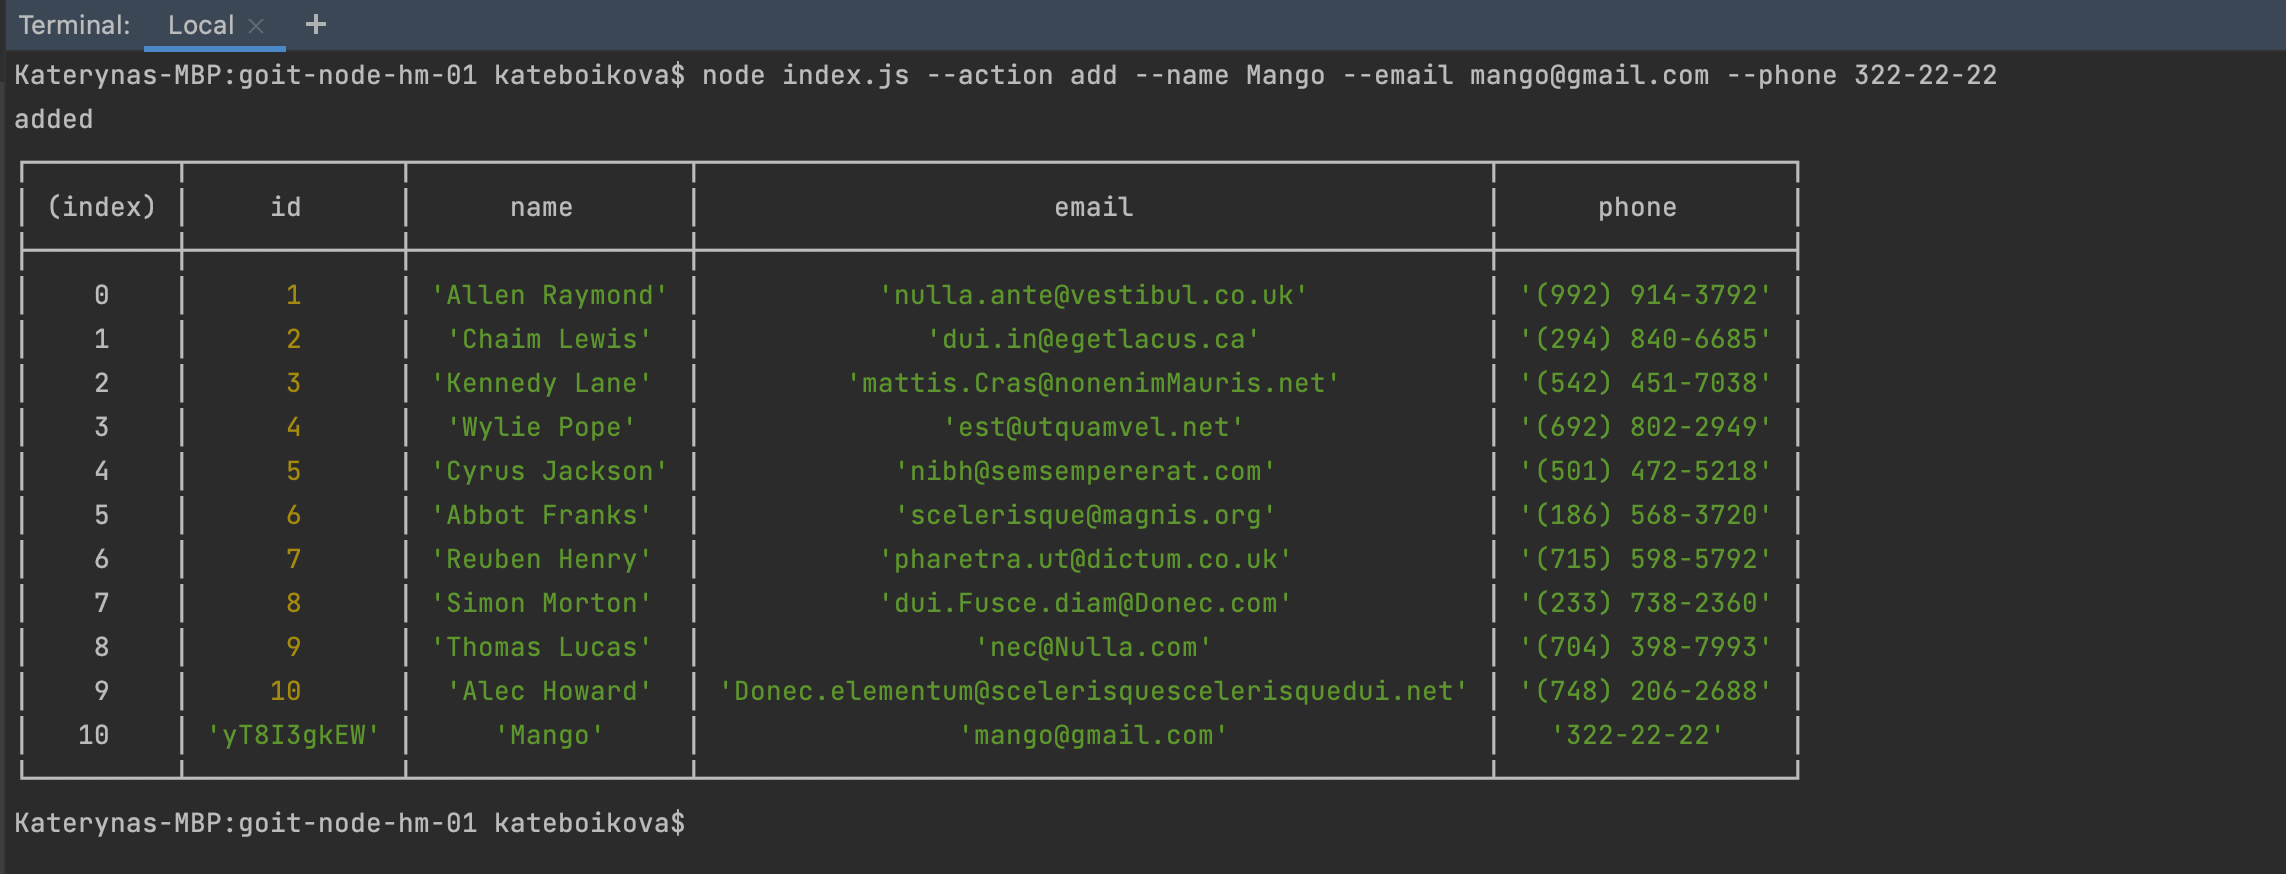 Terminal: Local × +
Katerynas-MBP:goit-node-hm-01 kateboikova$ node index.js --action add --name Mango --email mango@gmail.com --phone 322-22-22
added
(index) id name email phone
0 1 'Allen Raymond' 'nulla.ante@vestibul.co.uk' '(992) 914-3792'
1 2 'Chaim Lewis' 'dui.in@egetlacus.ca' '(294) 840-6685'
2 3 'Kennedy Lane' 'mattis.Cras@nonenimMauris.net' '(542) 451-7038'
3 4 'Wylie Pope' 'est@utquamvel.net' '(692) 802-2949'
4 5 'Cyrus Jackson' 'nibh@semsempererat.com' '(501) 472-5218'
5 6 'Abbot Franks' 'scelerisque@magnis.org' '(186) 568-3720'
6 7 'Reuben Henry' 'pharetra.ut@dictum.co.uk' '(715) 598-5792'
7 8 'Simon Morton' 'dui.Fusce.diam@Donec.com' '(233) 738-2360'
8 9 'Thomas Lucas' 'nec@Nulla.com' '(704) 398-7993'
9 10 'Alec Howard' 'Donec.elementum@scelerisquescelerisquedui.net' '(748) 206-2688'
10 'yT8I3gkEW' 'Mango' 'mango@gmail.com' '322-22-22'
Katerynas-MBP:goit-node-hm-01 kateboikova$